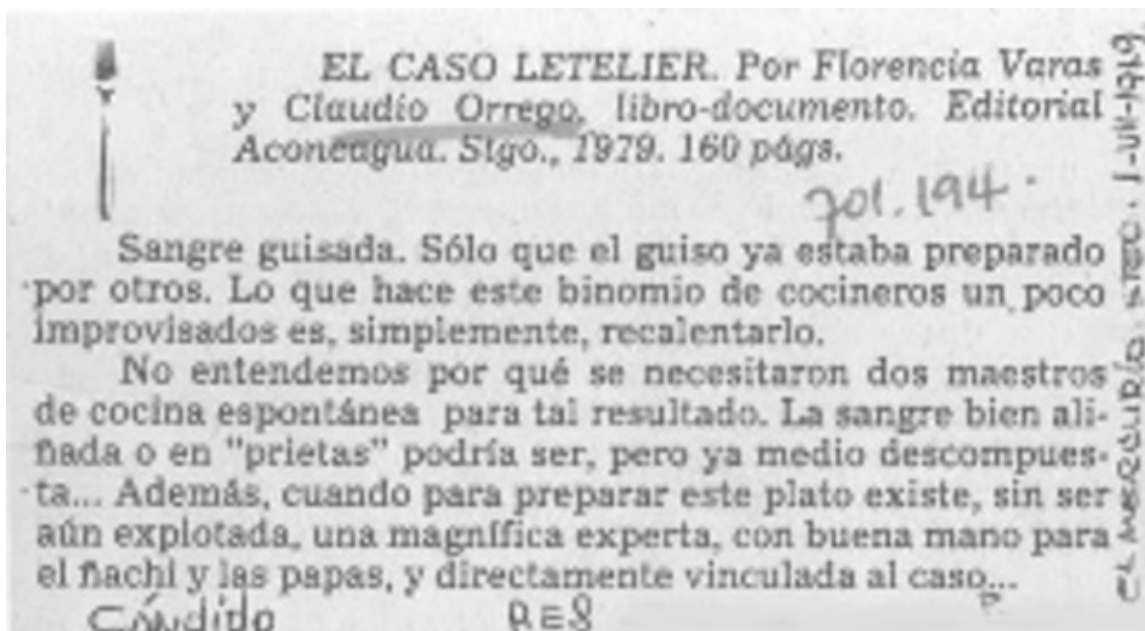 EL CASO LETELIER. Por Florencia Varas
y Claudio Orrego, libro-documento. Editorial
Aconcagua. Stgo., 1979. 160 págs.
701.194.
Sangre guisada. Sólo que el guiso ya estaba preparado
por otros. Lo que hace este binomio de cocineros un poco
improvisados es, simplemente, recalentarlo.
No entendemos por qué se necesitaron dos maestros
de cocina espontánea para tal resultado. La sangre bien ali-
ñada o en "prietas" podría ser, pero ya medio descompues-
ta... Además, cuando para preparar este plato existe, sin ser
aún explotada, una magnífica experta, con buena mano para
el ñachi y las papas, y directamente vinculada al caso...
Cándido
EL MERCURIO STGO. 1-VII-1979